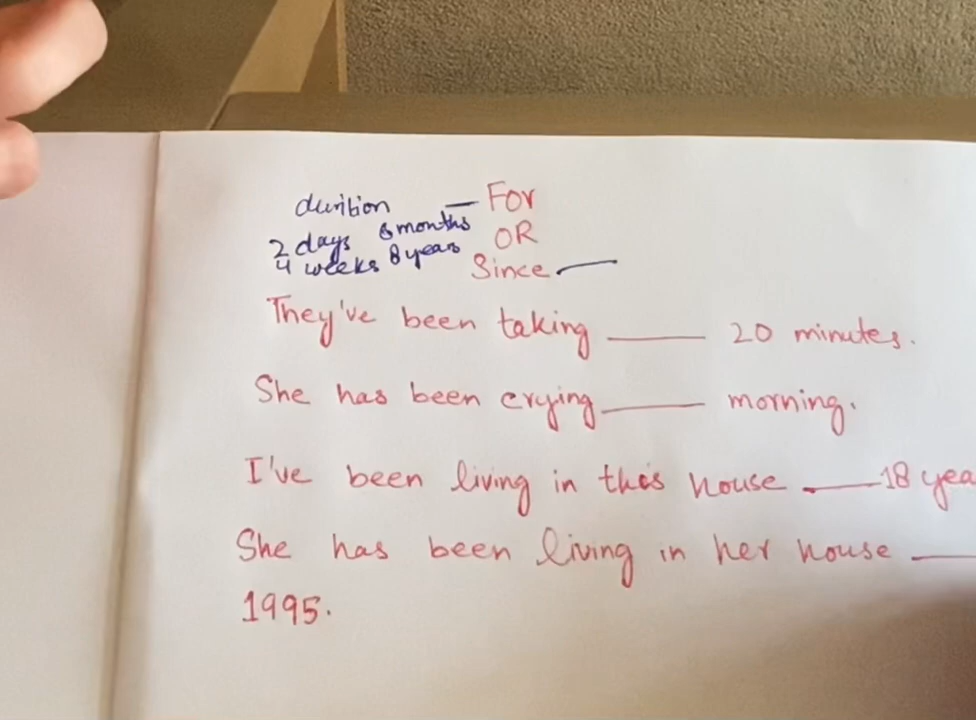 durition — For
2 days 6 months
OR
4 weeks 8 years
Since —
They've been taking ____ 20 minutes.
She has been crying ____ morning.
I've been living in this house ____ 18 yea
She has been living in her house ____
1995.